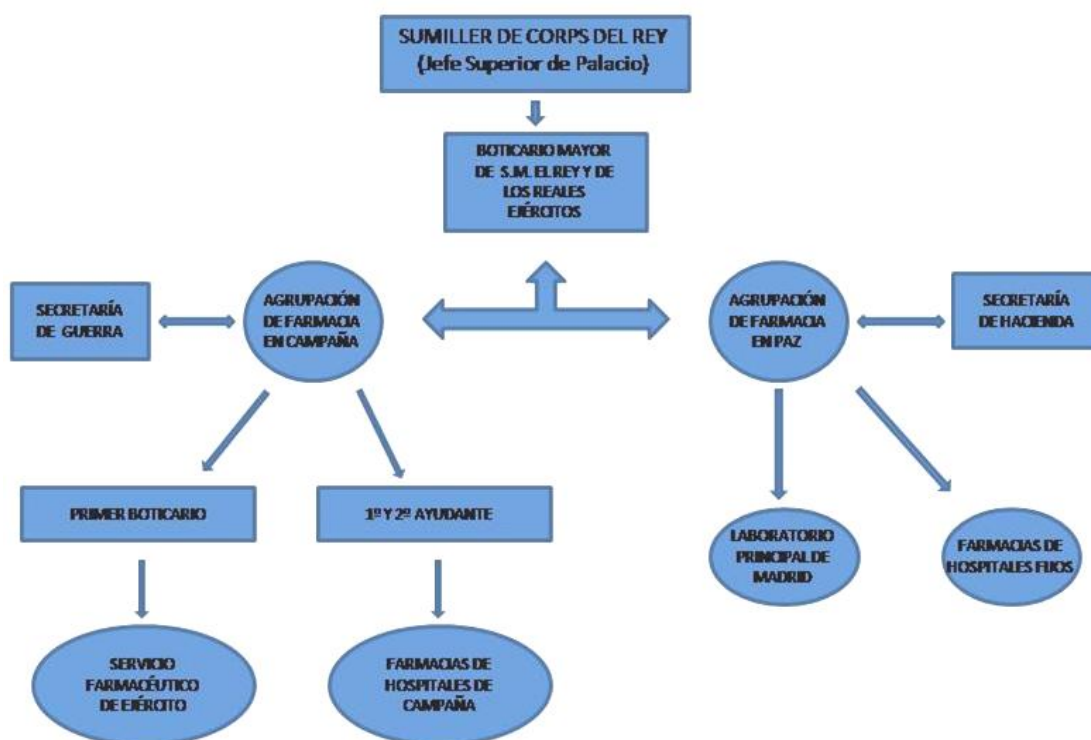 SUMILLER DE CORPS DEL REY
(Jefe Superior de Palacio)
BOTICARIO MAYOR
DE S.M. EL REY Y DE
LOS REALES
EJÉRCITOS
SECRETARÍA
DE GUERRA
AGRUPACIÓN
DE FARMACIA
EN CAMPAÑA
AGRUPACIÓN
DE FARMACIA
EN PAZ
SECRETARÍA
DE HACIENDA
PRIMER BOTICARIO
1º Y 2º AYUDANTE
LABORATORIO
PRINCIPAL DE
MADRID
FARMACIAS DE
HOSPITALES FIJOS
SERVICIO
FARMACÉUTICO
DE EJÉRCITO
FARMACIAS DE
HOSPITALES DE
CAMPAÑA